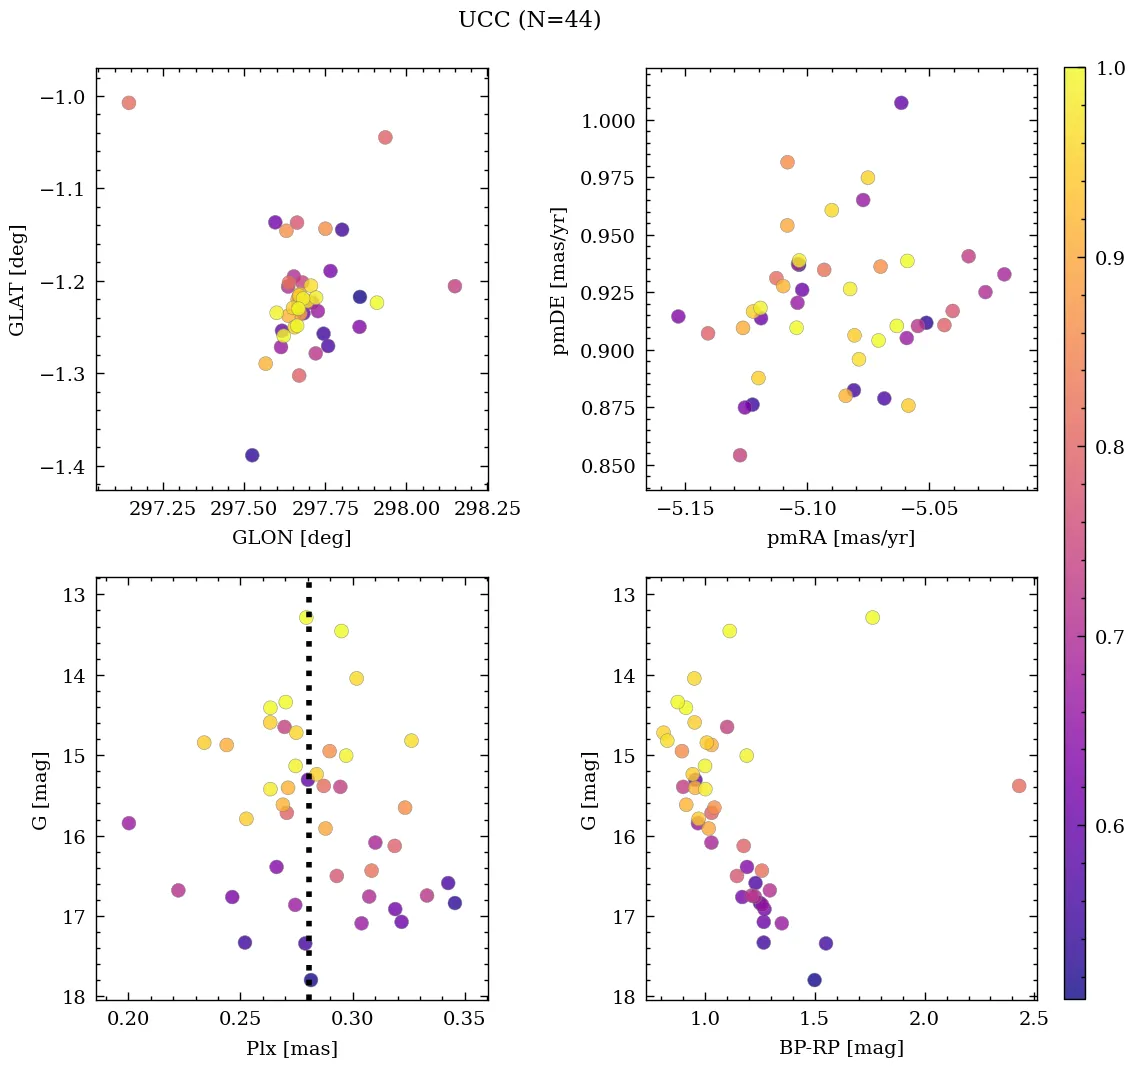 UCC (N=44)
−1.0
−1.1
−1.2
−1.3
−1.4
GLAT [deg]
297.25 297.50 297.75 298.00 298.25
GLON [deg]
1.000
0.975
0.950
0.925
0.900
0.875
0.850
pmDE [mas/yr]
−5.15 −5.10 −5.05
pmRA [mas/yr]
13
14
15
16
17
18
G [mag]
0.20 0.25 0.30 0.35
Plx [mas]
13
14
15
16
17
18
G [mag]
1.0 1.5 2.0 2.5
BP-RP [mag]
1.0
0.9
0.8
0.7
0.6